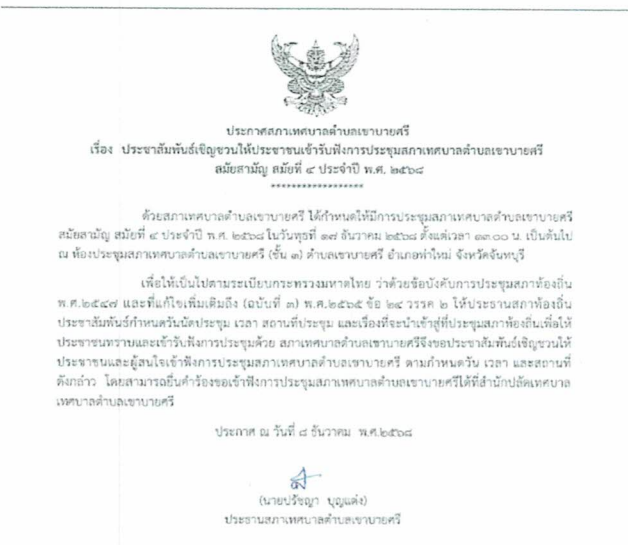 ประกาศสภาเทศบาลตำบลเขาบายศรี
เรื่อง ประชาสัมพันธ์เชิญชวนให้ประชาชนเข้ารับฟังการประชุมสภาเทศบาลตำบลเขาบายศรี
สมัยสามัญ สมัยที่ ๔ ประจำปี พ.ศ. ๒๕๖๘
******************
ด้วยสภาเทศบาลตำบลเขาบายศรี ได้กำหนดให้มีการประชุมสภาเทศบาลตำบลเขาบายศรี
สมัยสามัญ สมัยที่ ๔ ประจำปี พ.ศ. ๒๕๖๘ ในวันพุธที่ ๑๗ ธันวาคม ๒๕๖๘ ตั้งแต่เวลา ๑๓.๐๐ น. เป็นต้นไป
ณ ห้องประชุมสภาเทศบาลตำบลเขาบายศรี (ชั้น ๓) ตำบลเขาบายศรี อำเภอท่าใหม่ จังหวัดจันทบุรี
เพื่อให้เป็นไปตามระเบียบกระทรวงมหาดไทย ว่าด้วยข้อบังคับการประชุมสภาท้องถิ่น
พ.ศ.๒๕๔๗ และที่แก้ไขเพิ่มเติมถึง (ฉบับที่ ๓) พ.ศ.๒๕๖๕ ข้อ ๒๔ วรรค ๒ ให้ประธานสภาท้องถิ่น
ประชาสัมพันธ์กำหนดวันนัดประชุม เวลา สถานที่ประชุม และเรื่องที่จะนำเข้าสู่ที่ประชุมสภาท้องถิ่นเพื่อให้
ประชาชนทราบและเข้ารับฟังการประชุมด้วย สภาเทศบาลตำบลเขาบายศรีจึงขอประชาสัมพันธ์เชิญชวนให้
ประชาชนและผู้สนใจเข้าฟังการประชุมสภาเทศบาลตำบลเขาบายศรี ตามกำหนดวัน เวลา และสถานที่
ดังกล่าว โดยสามารถยื่นคำร้องขอเข้าฟังการประชุมสภาเทศบาลตำบลเขาบายศรีได้ที่สำนักปลัดเทศบาล
เทศบาลตำบลเขาบายศรี
ประกาศ ณ วันที่ ๘ ธันวาคม พ.ศ.๒๕๖๘
(นายปรัชญา บุญแต่ง)
ประธานสภาเทศบาลตำบลเขาบายศรี